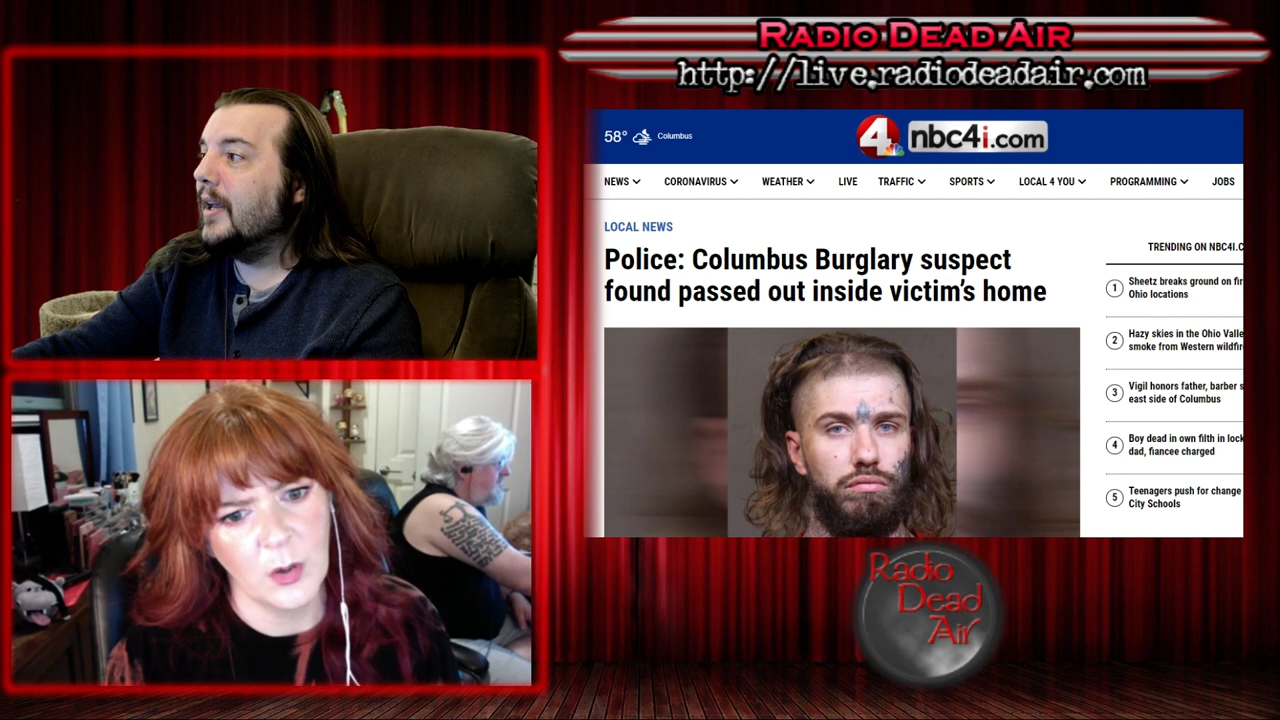 RADIO DEAD AIR
http://live.radiodeadair.com
58°
Columbus
4 nbc4i.com
NEWS CORONAVIRUS WEATHER LIVE TRAFFIC SPORTS LOCAL 4 YOU PROGRAMMING JOBS
LOCAL NEWS
Police: Columbus Burglary suspect
found passed out inside victim's home
TRENDING ON NBC4I.C
1 Sheetz breaks ground on fir
Ohio locations
2 Hazy skies in the Ohio Valle
smoke from Western wildfir
3 Vigil honors father, barber s
east side of Columbus
4 Boy dead in own filth in lock
dad, fiancee charged
5 Teenagers push for change
City Schools
Radio
Dead
Air